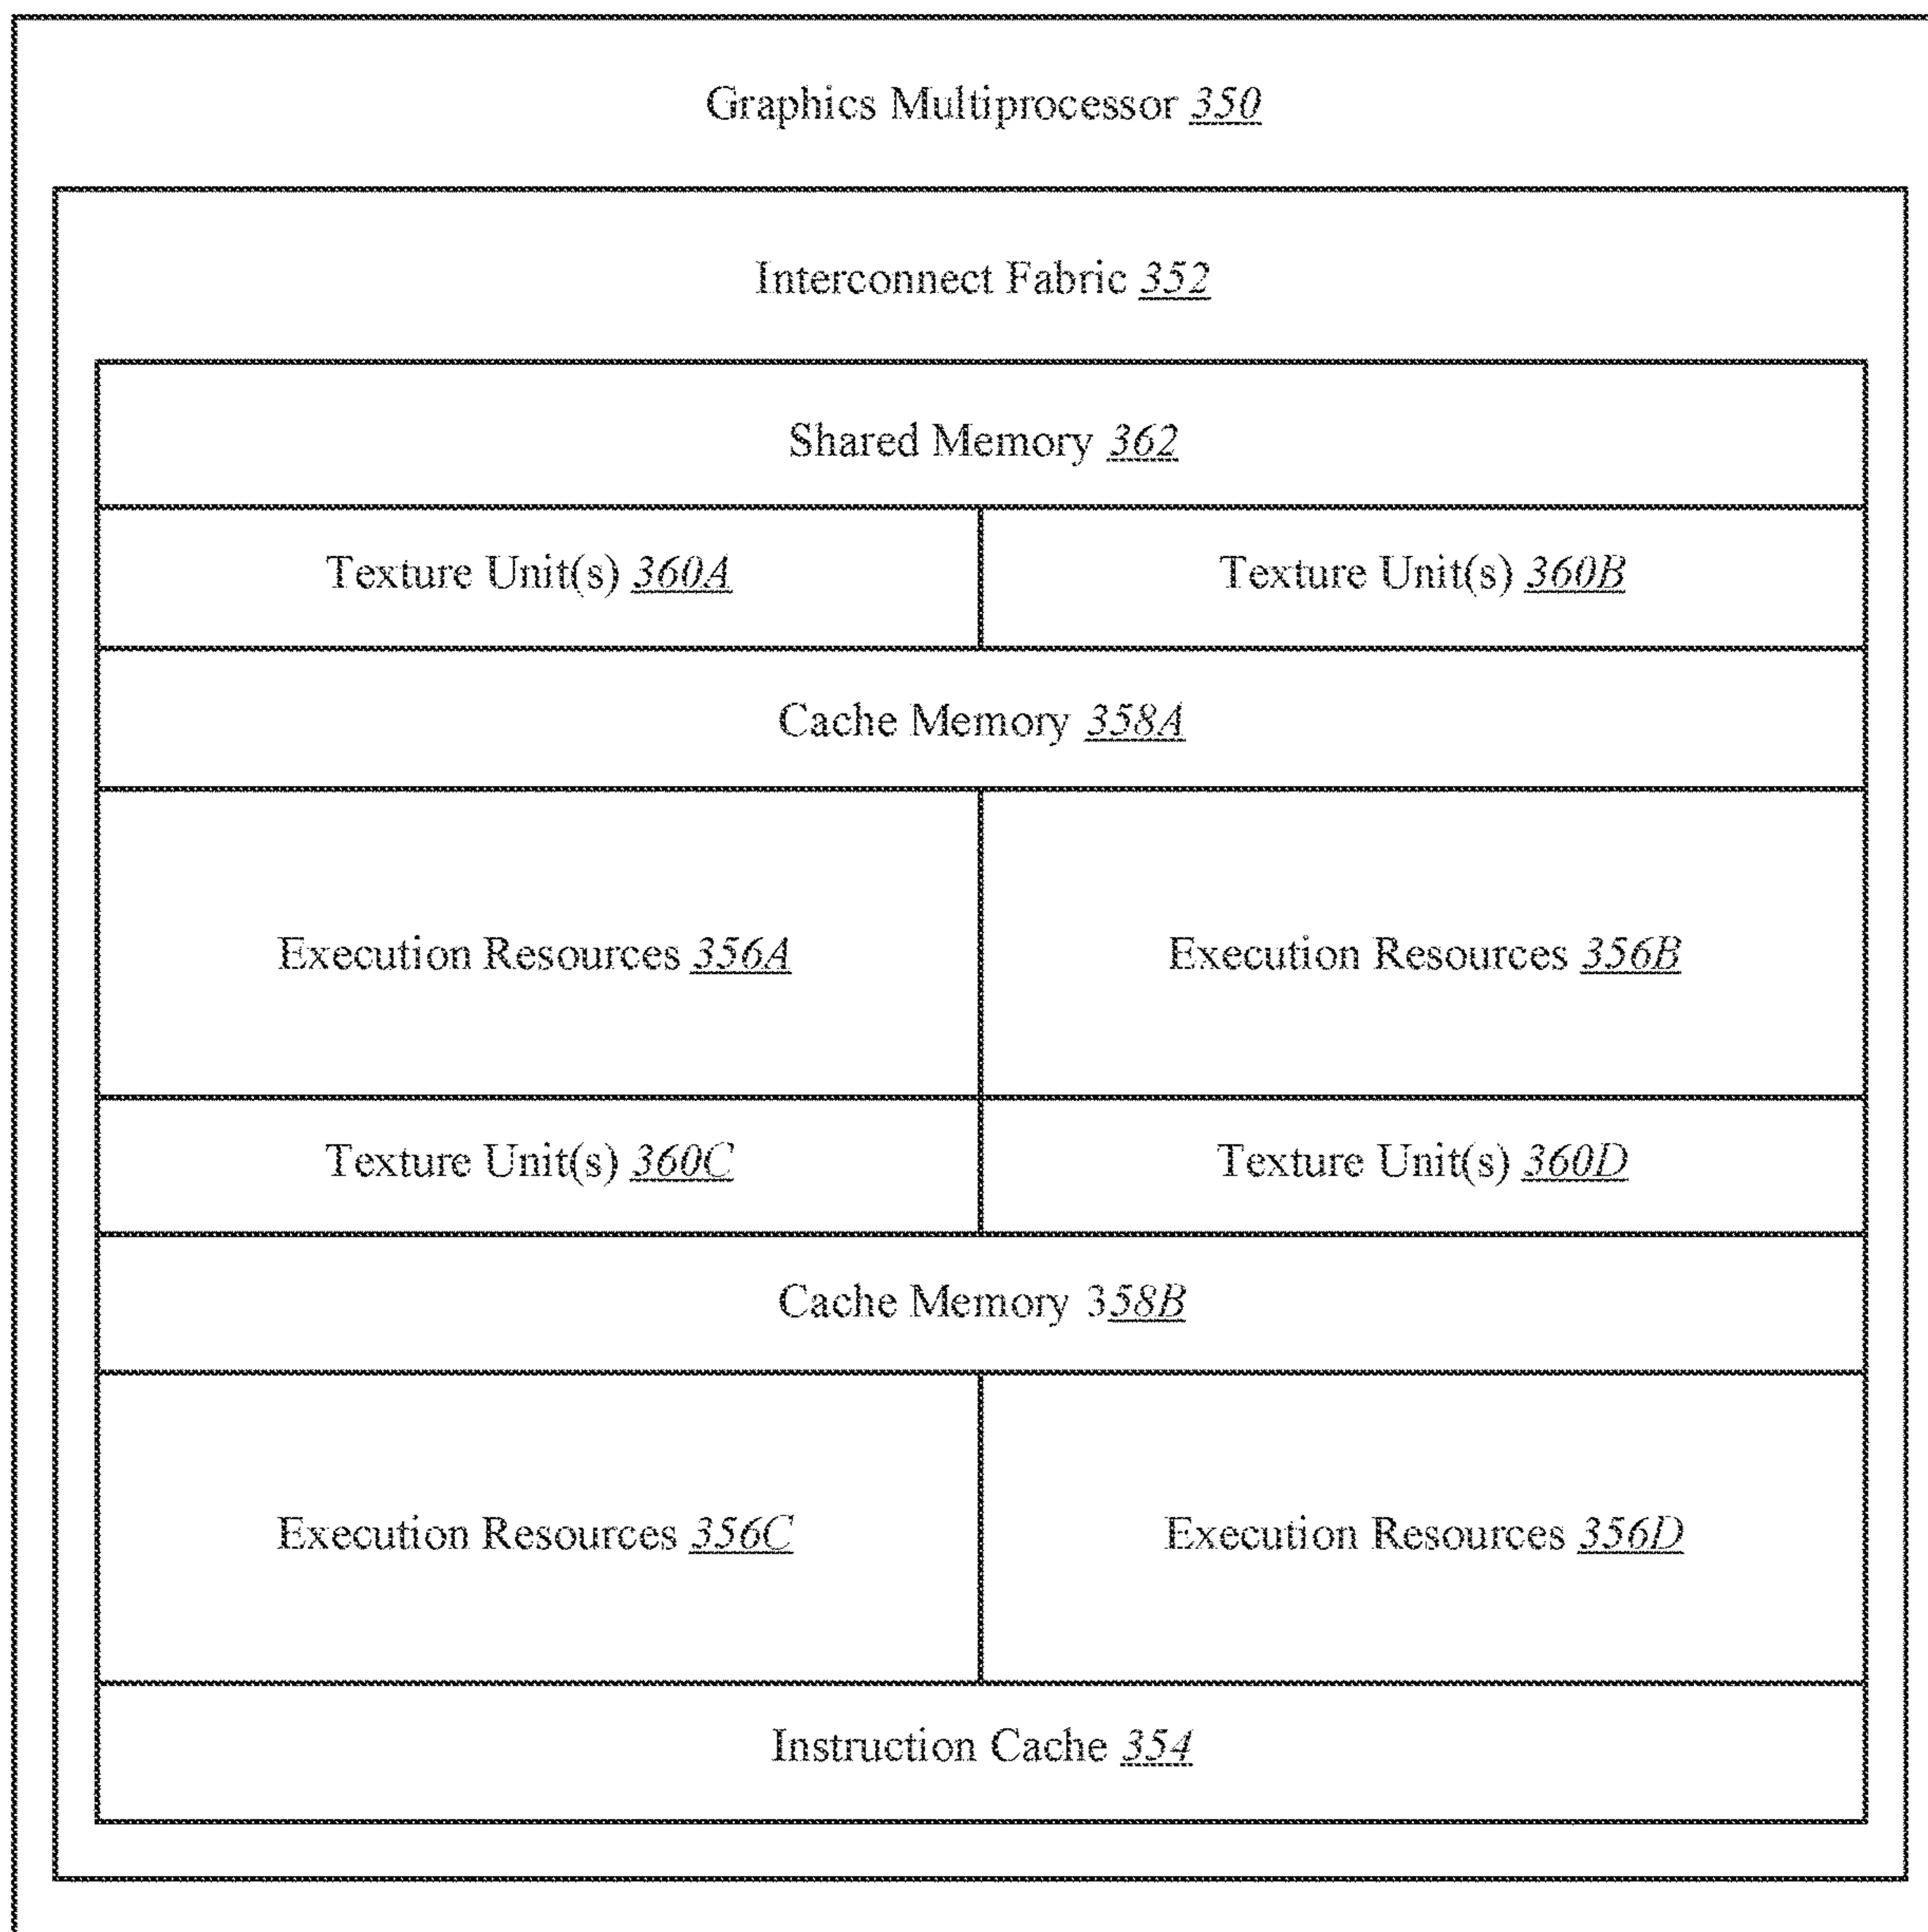 Graphics Multiprocessor 350
Interconnect Fabric 352
Shared Memory 362
Texture Unit(s) 360A
Texture Unit(s) 360B
Cache Memory 358A
Execution Resources 356A
Execution Resources 356B
Texture Unit(s) 360C
Texture Unit(s) 360D
Cache Memory 358B
Execution Resources 356C
Execution Resources 356D
Instruction Cache 354